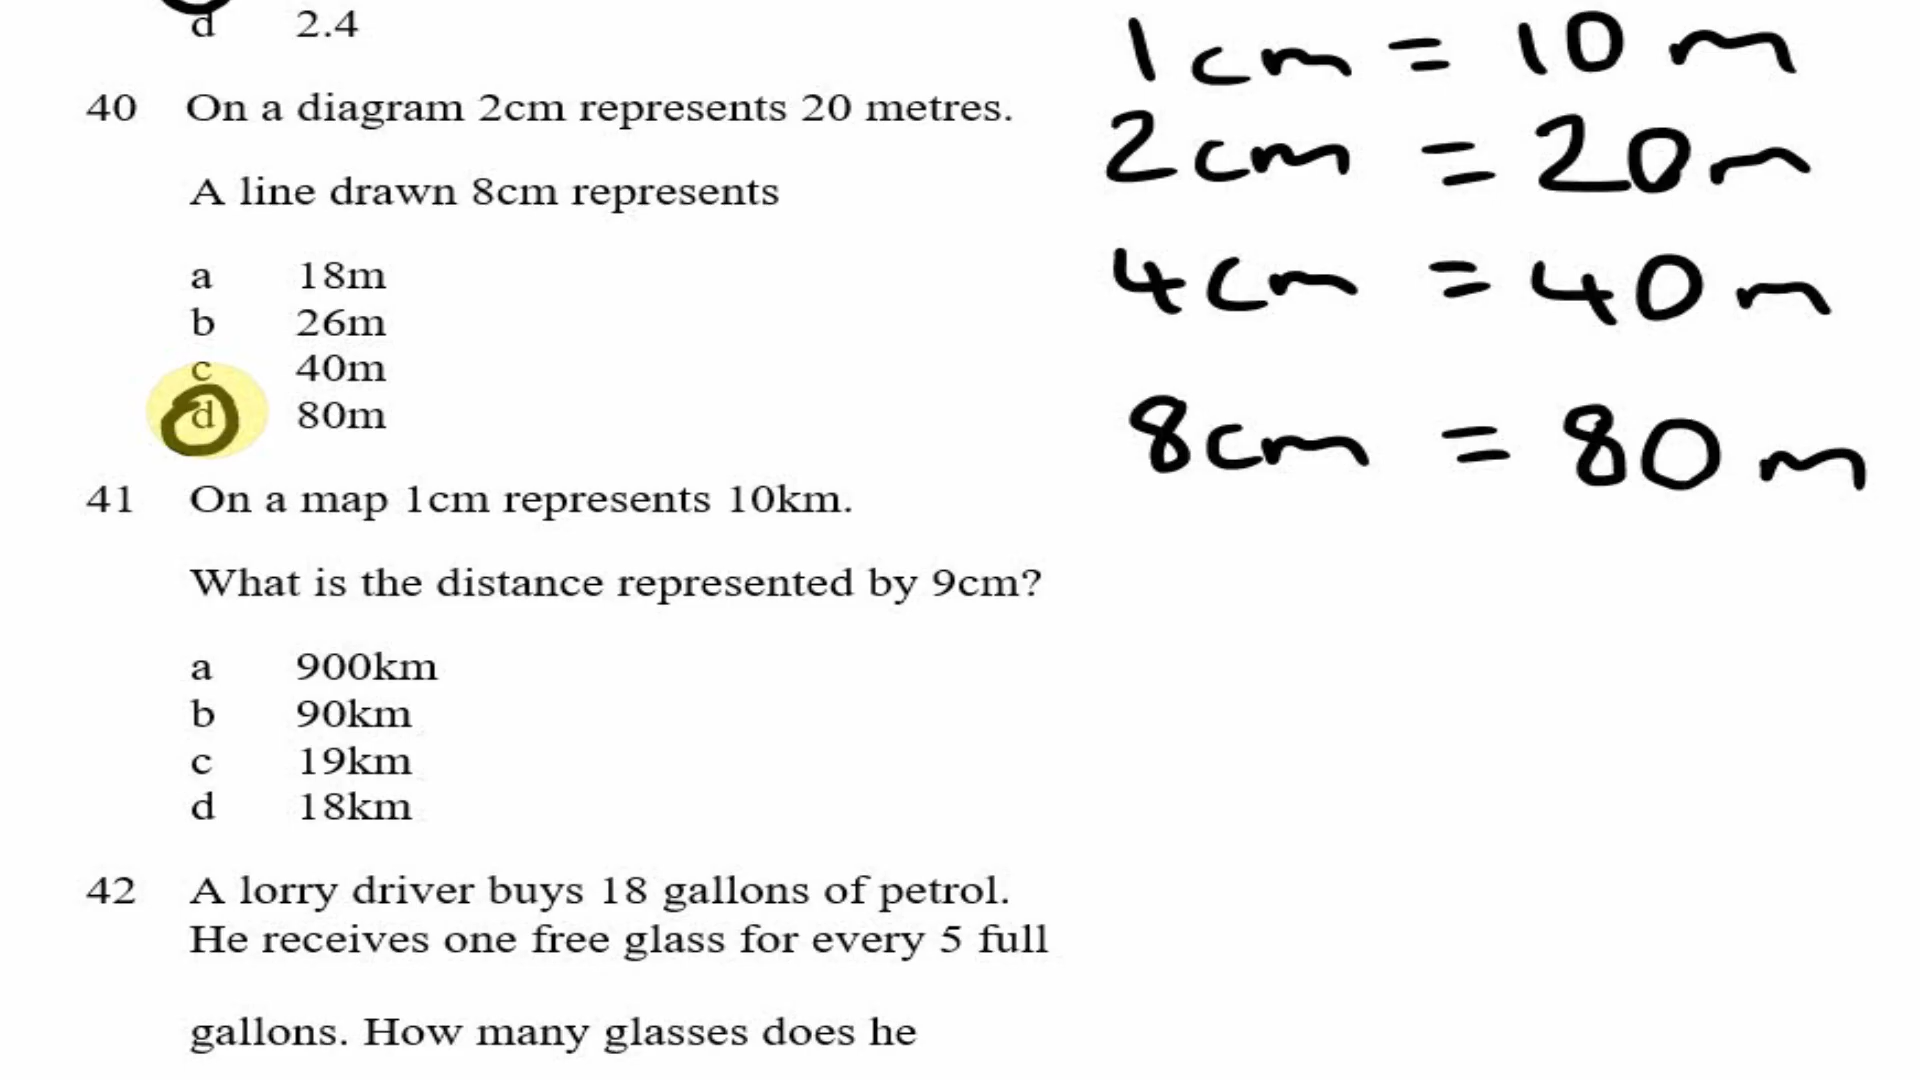 d 2.4
40 On a diagram 2cm represents 20 metres.
A line drawn 8cm represents
a 18m
b 26m
c 40m
d 80m
41 On a map 1cm represents 10km.
What is the distance represented by 9cm?
a 900km
b 90km
c 19km
d 18km
42 A lorry driver buys 18 gallons of petrol.
He receives one free glass for every 5 full
gallons. How many glasses does he
1cm = 10m
2cm = 20m
4cm = 40m
8cm = 80m